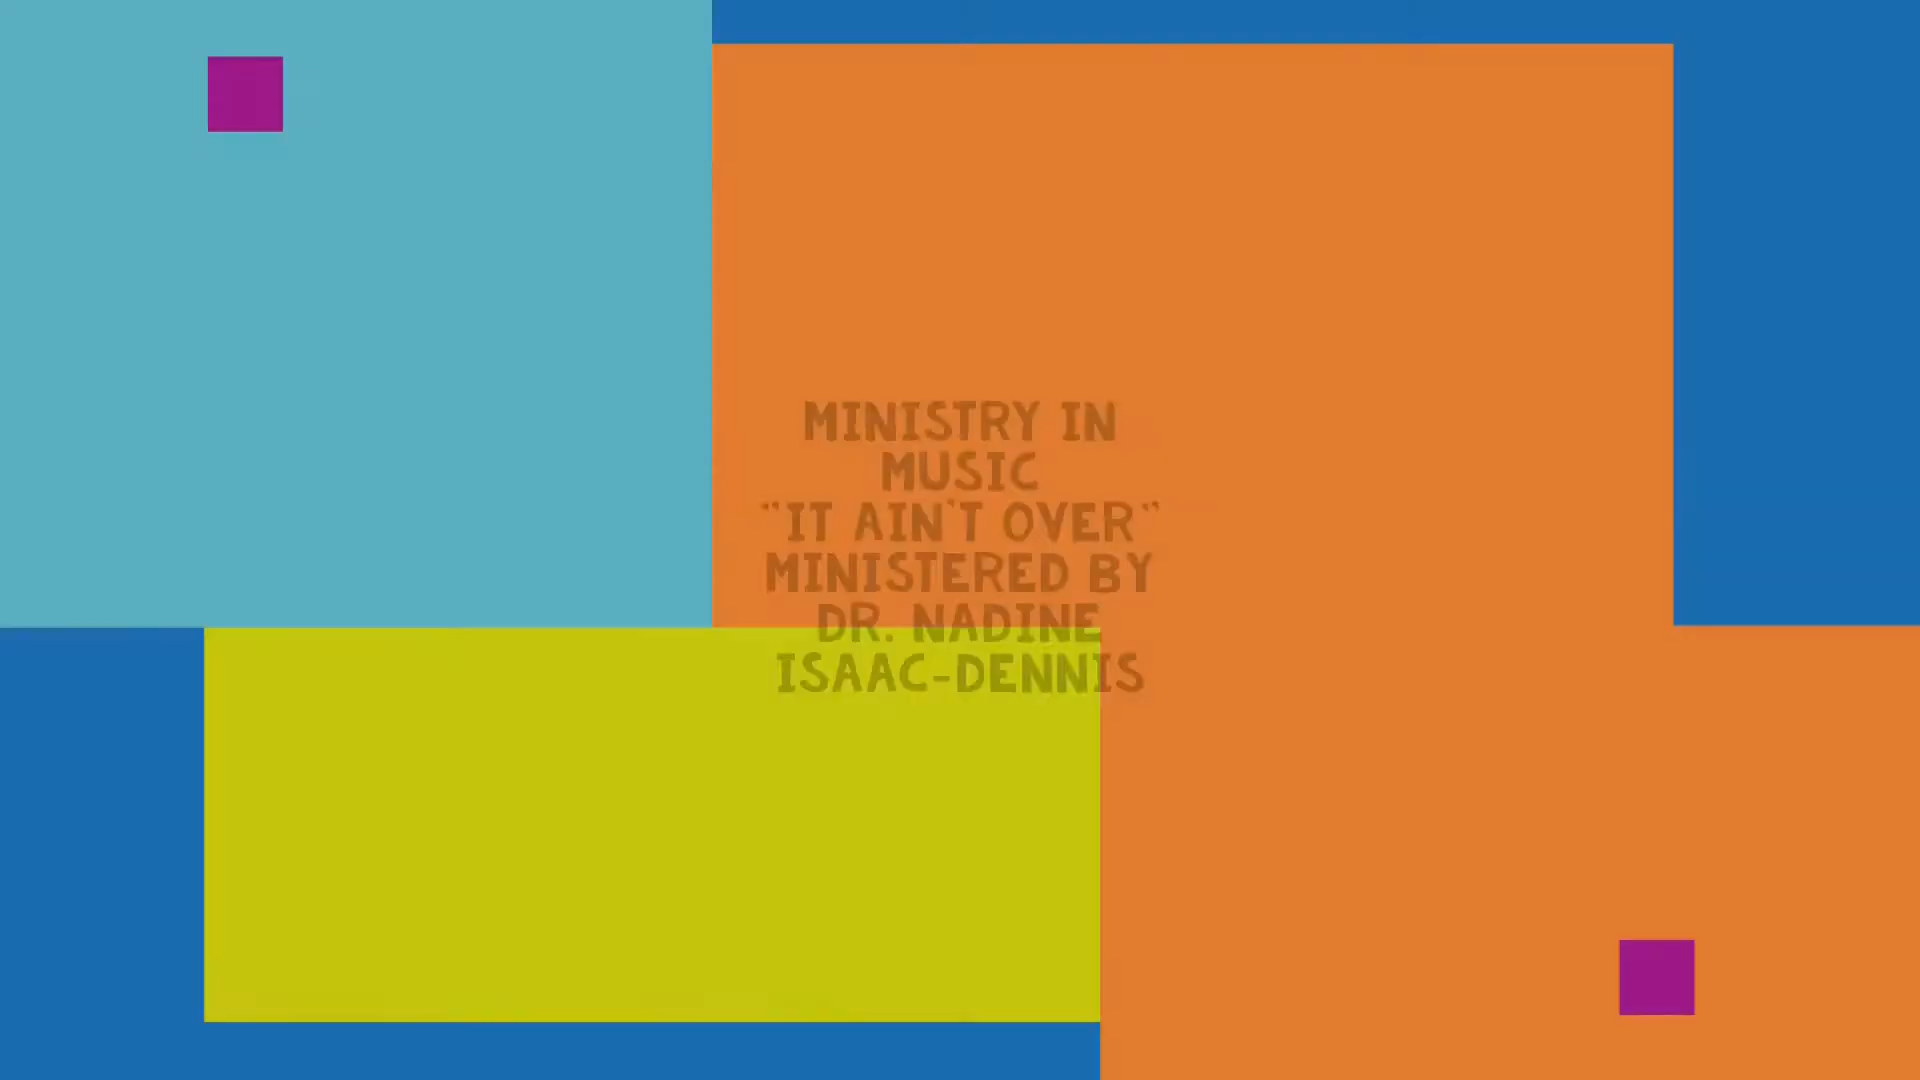 MINISTRY IN
MUSIC
"IT AIN'T OVER"
MINISTERED BY
DR. NADINE
ISAAC-DENNIS